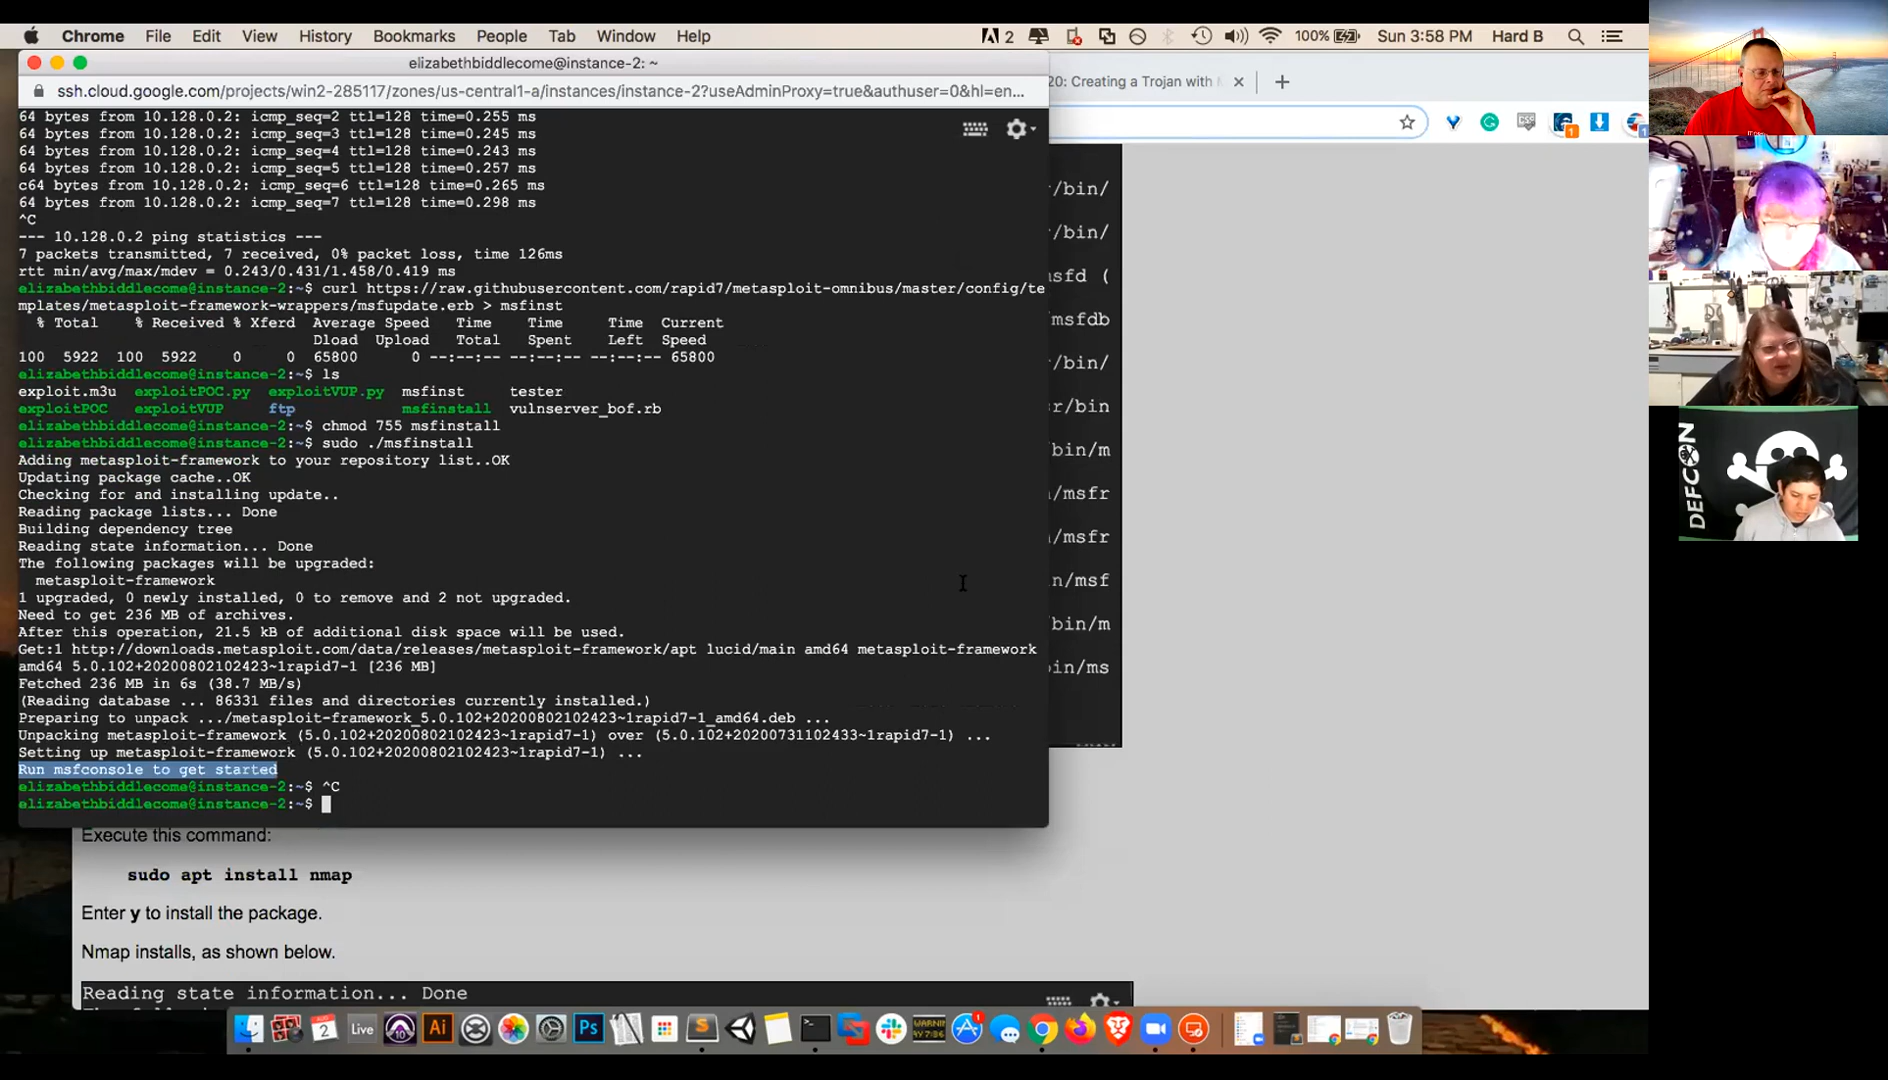 Chrome File Edit View History Bookmarks People Tab Window Help
2 100% Sun 3:58 PM Hard B
elizabethbiddlecome@instance-2: ~
20: Creating a Trojan with
ssh.cloud.google.com/projects/win2-285117/zones/us-central1-a/instances/instance-2?useAdminProxy=true&authuser=0&hl=en...
64 bytes from 10.128.0.2: icmp_seq=2 ttl=128 time=0.255 ms
64 bytes from 10.128.0.2: icmp_seq=3 ttl=128 time=0.245 ms
64 bytes from 10.128.0.2: icmp_seq=4 ttl=128 time=0.243 ms
64 bytes from 10.128.0.2: icmp_seq=5 ttl=128 time=0.257 ms
c64 bytes from 10.128.0.2: icmp_seq=6 ttl=128 time=0.265 ms
64 bytes from 10.128.0.2: icmp_seq=7 ttl=128 time=0.298 ms
^C
--- 10.128.0.2 ping statistics ---
7 packets transmitted, 7 received, 0% packet loss, time 126ms
rtt min/avg/max/mdev = 0.243/0.431/1.458/0.419 ms
elizabethbiddlecome@instance-2:~$ curl https://raw.githubusercontent.com/rapid7/metasploit-omnibus/master/config/te
mplates/metasploit-framework-wrappers/msfupdate.erb > msfinst
% Total % Received % Xferd Average Speed Time Time Time Current
Dload Upload Total Spent Left Speed
100 5922 100 5922 0 0 65800 0 --:--:-- --:--:-- --:--:-- 65800
elizabethbiddlecome@instance-2:~$ ls
exploit.m3u exploitPOC.py exploitVUP.py msfinst tester
exploitPOC exploitVUP ftp msfinstall vulnserver_bof.rb
elizabethbiddlecome@instance-2:~$ chmod 755 msfinstall
elizabethbiddlecome@instance-2:~$ sudo ./msfinstall
Adding metasploit-framework to your repository list..OK
Updating package cache..OK
Checking for and installing update..
Reading package lists... Done
Building dependency tree
Reading state information... Done
The following packages will be upgraded:
metasploit-framework
1 upgraded, 0 newly installed, 0 to remove and 2 not upgraded.
Need to get 236 MB of archives.
After this operation, 21.5 kB of additional disk space will be used.
Get:1 http://downloads.metasploit.com/data/releases/metasploit-framework/apt lucid/main amd64 metasploit-framework
amd64 5.0.102+20200802102423~1rapid7-1 [236 MB]
Fetched 236 MB in 6s (38.7 MB/s)
(Reading database ... 86331 files and directories currently installed.)
Preparing to unpack .../metasploit-framework_5.0.102+20200802102423~1rapid7-1_amd64.deb ...
Unpacking metasploit-framework (5.0.102+20200802102423~1rapid7-1) over (5.0.102+20200731102433~1rapid7-1) ...
Setting up metasploit-framework (5.0.102+20200802102423~1rapid7-1) ...
Run msfconsole to get started
elizabethbiddlecome@instance-2:~$ ^C
elizabethbiddlecome@instance-2:~$
/bin/
/bin/
sfd (
/msfdb
/bin/
r/bin
bin/m
/msfr
/msfr
n/msf
bin/m
in/ms
Execute this command:
sudo apt install nmap
Enter y to install the package.
Nmap installs, as shown below.
Reading state information... Done
2 Live 10 Ai Ps
DEFCON